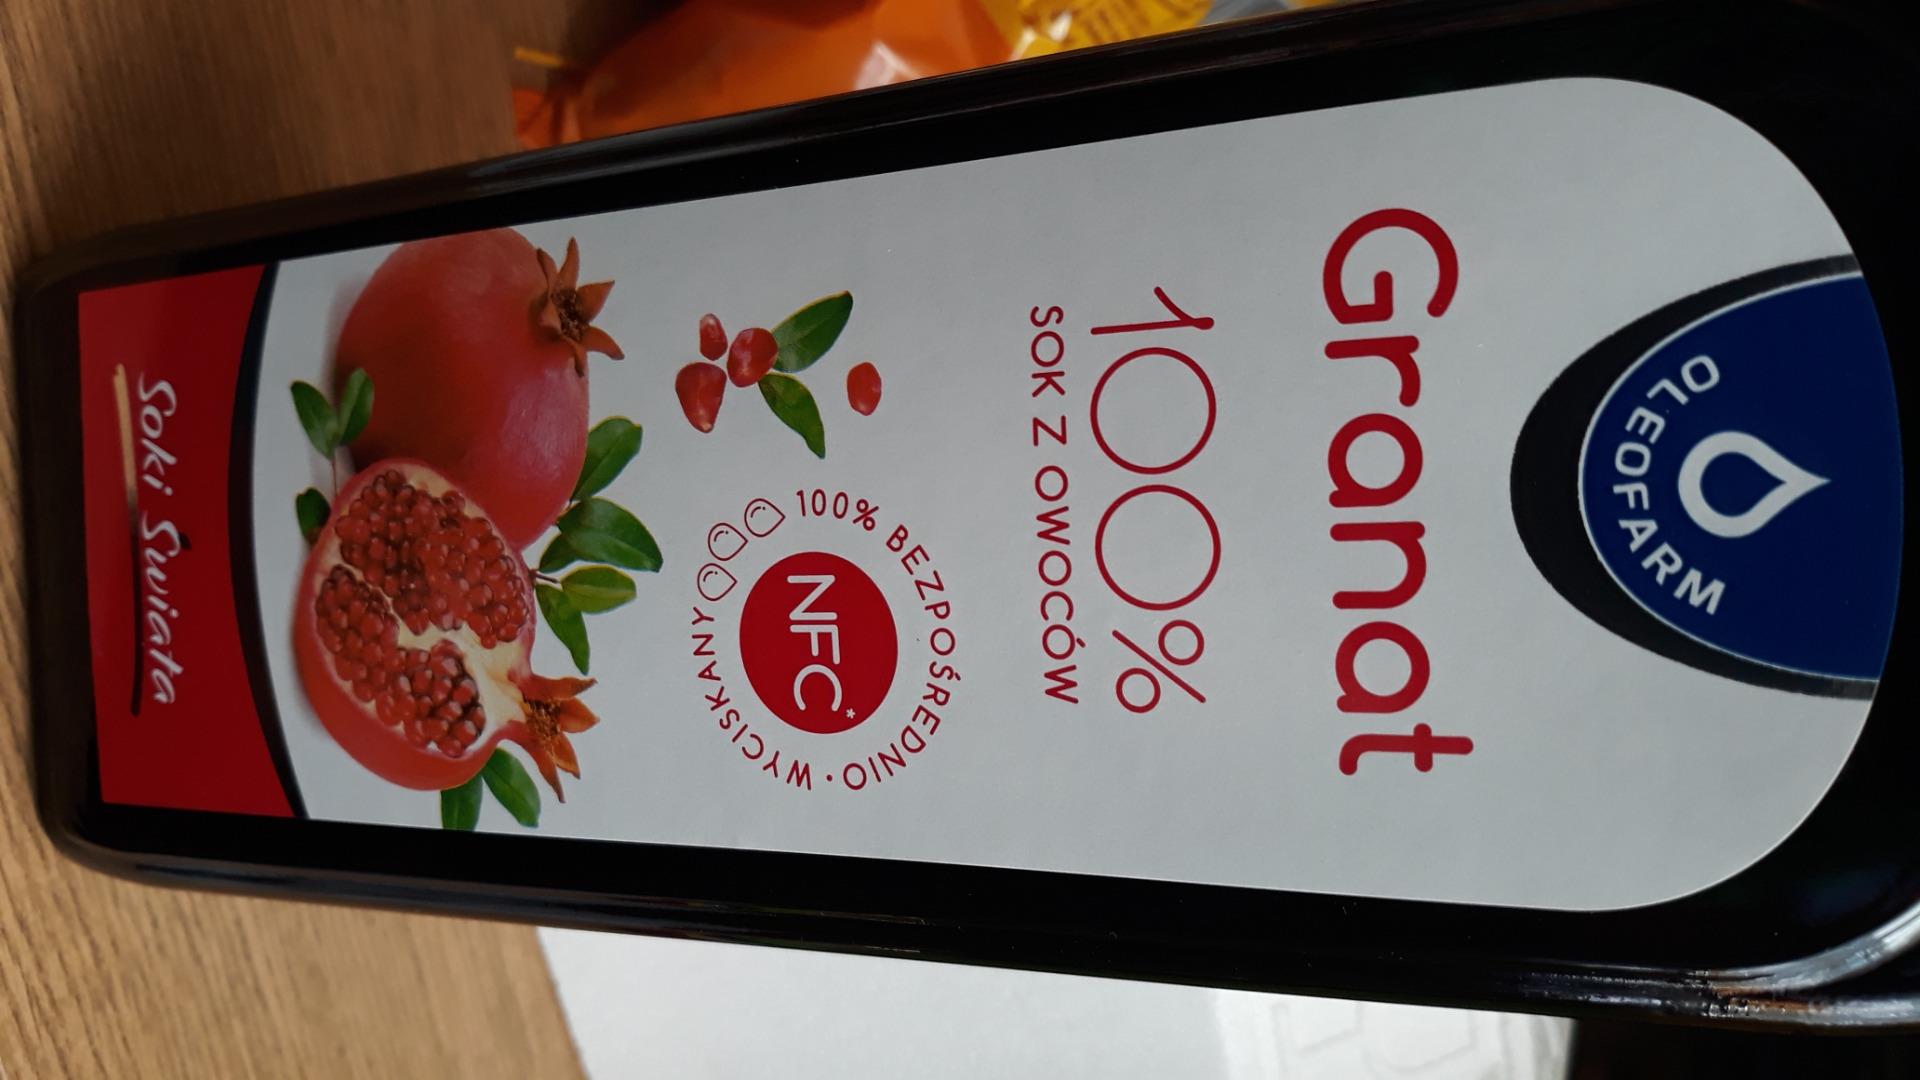 OLEOFARM
Granat
100%
SOK Z OWOCÓW
100% BEZPOŚREDNIO • WYCISKANY
NFC*
Soki Świata